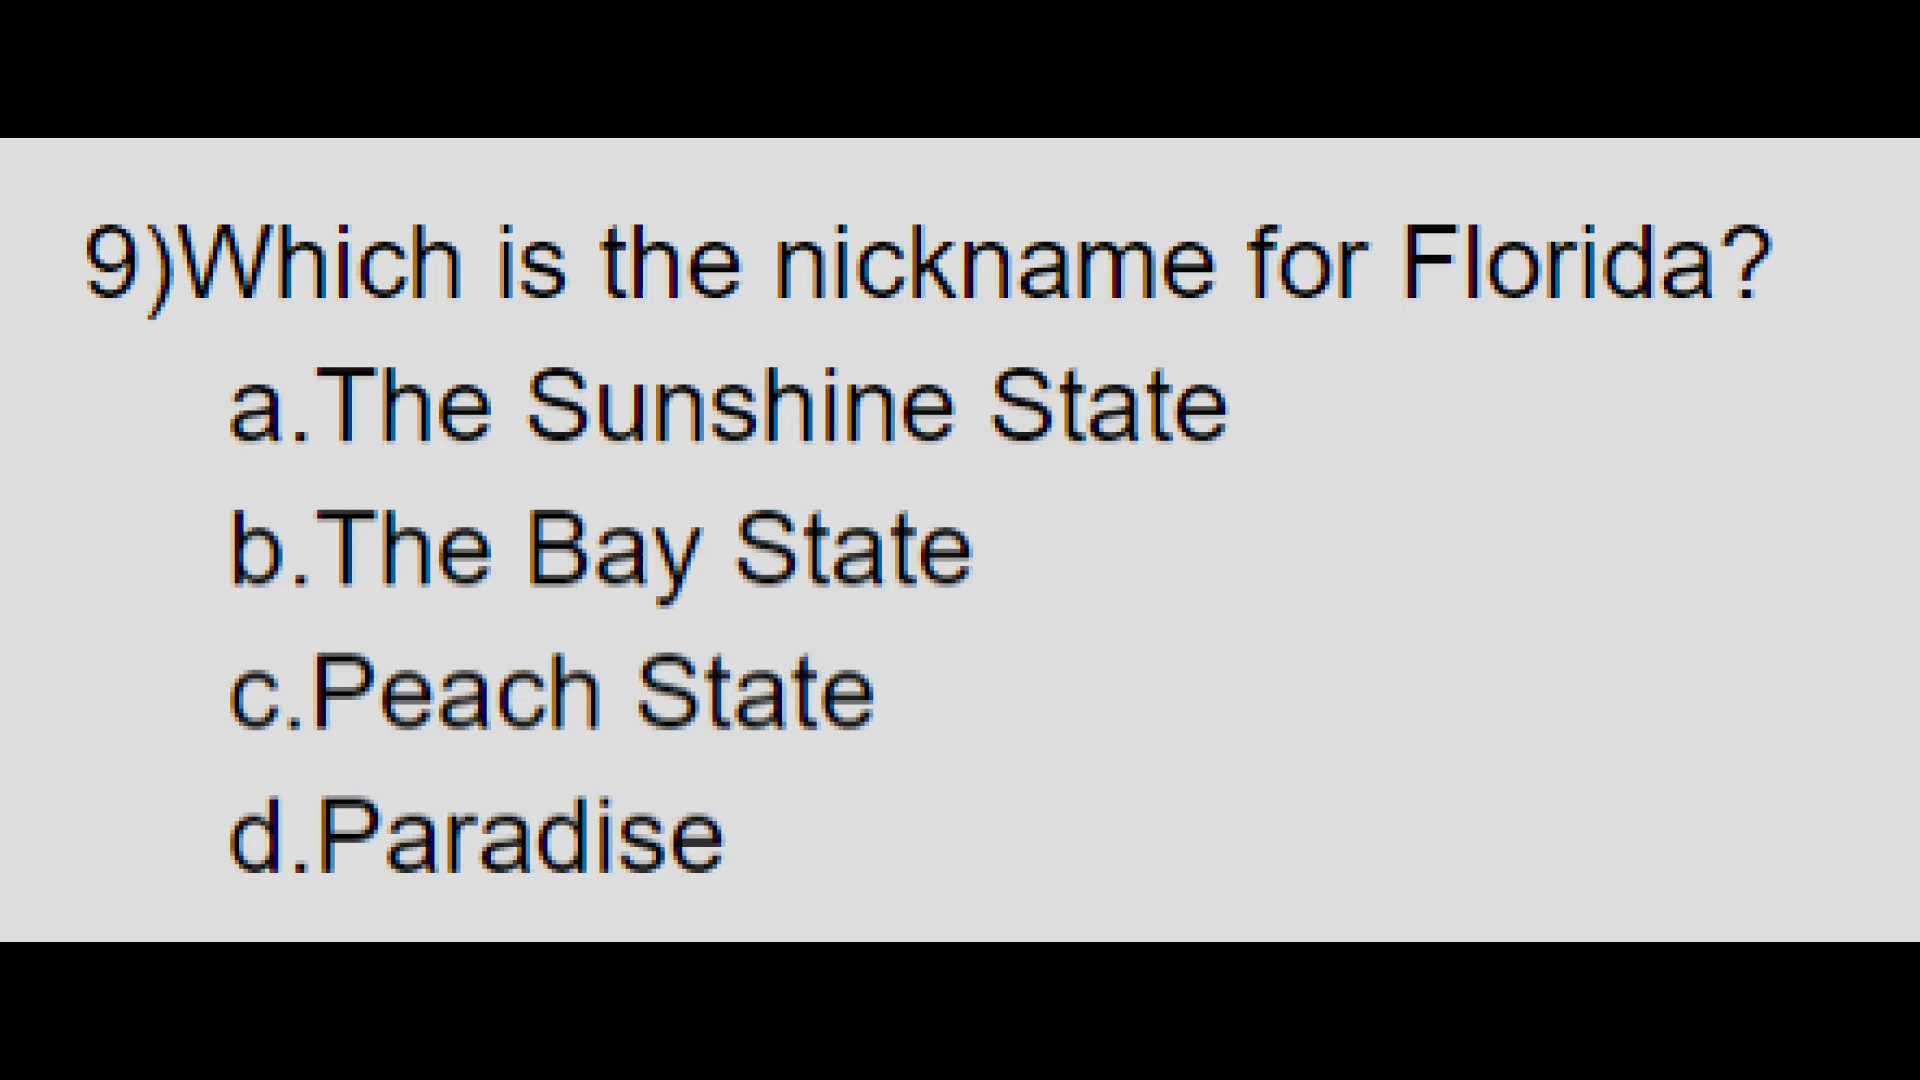 9)Which is the nickname for Florida?
a.The Sunshine State
b.The Bay State
c.Peach State
d.Paradise